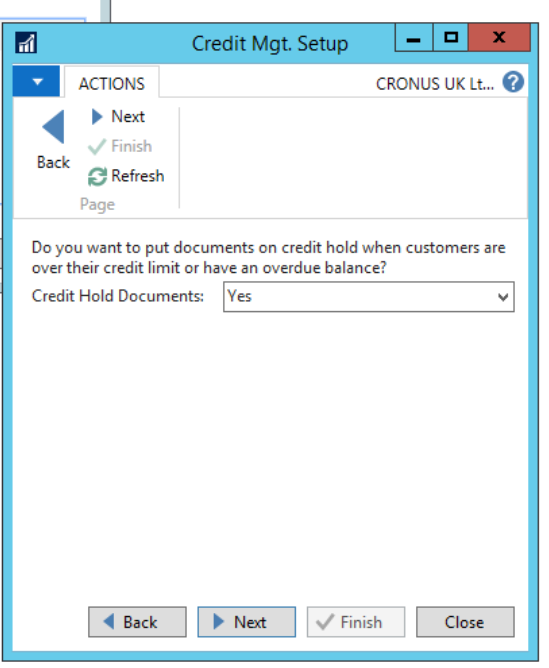 Credit Mgt. Setup
ACTIONS
CRONUS UK Lt...
Back
Next
Finish
Refresh
Page
Do you want to put documents on credit hold when customers are
over their credit limit or have an overdue balance?
Credit Hold Documents: Yes
Back Next Finish Close